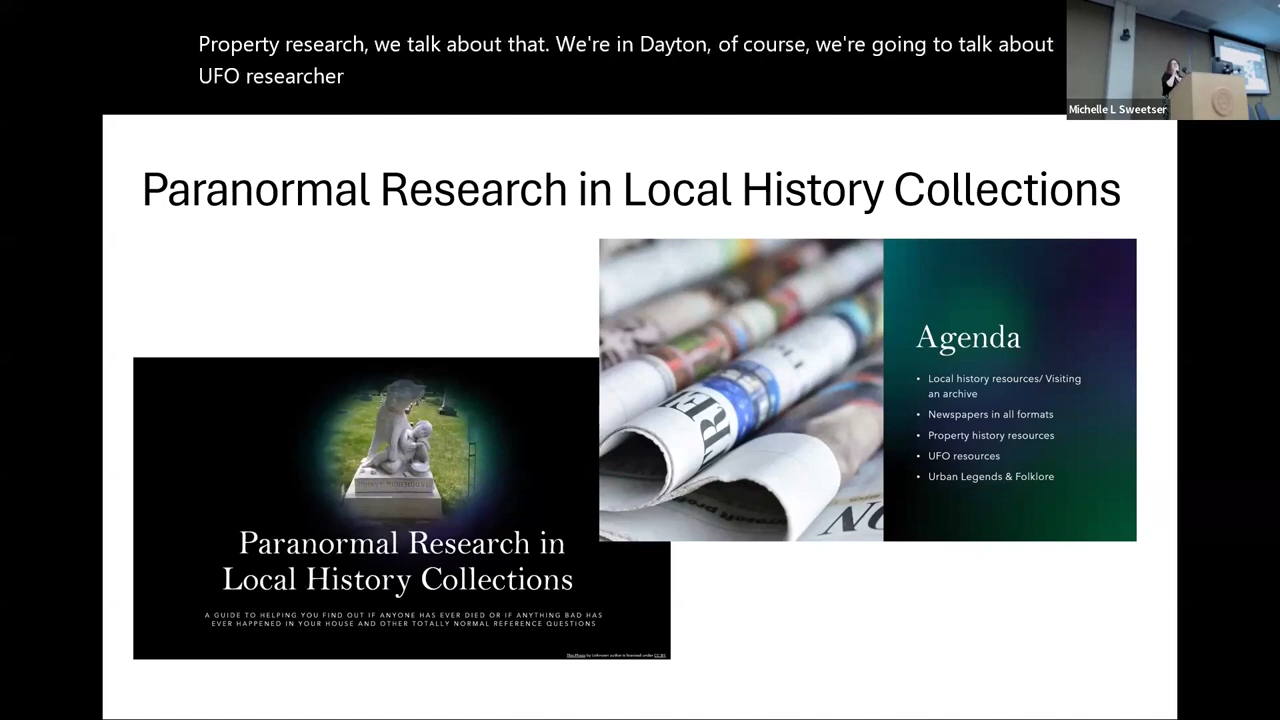 Property research, we talk about that. We're in Dayton, of course, we're going to talk about
UFO researcher
Michelle L Sweetser
Paranormal Research in Local History Collections
Agenda
• Local history resources/ Visiting
an archive
• Newspapers in all formats
• Property history resources
• UFO resources
• Urban Legends & Folklore
Paranormal Research in
Local History Collections
A GUIDE TO HELPING YOU FIND OUT IF ANYONE HAS EVER DIED OR IF ANYTHING BAD HAS
EVER HAPPENED IN YOUR HOUSE AND OTHER TOTALLY NORMAL REFERENCE QUESTIONS
This Photo by Unknown author is licensed under CC BY.